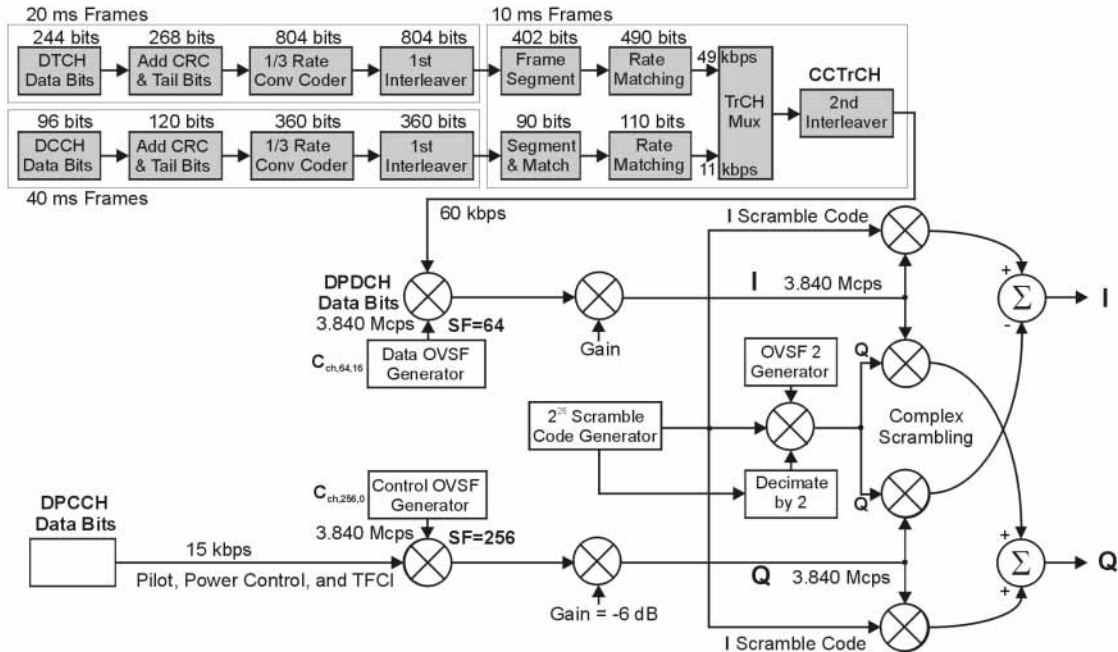 20 ms Frames
10 ms Frames
244 bits
268 bits
804 bits
804 bits
402 bits
490 bits
DTCH
Data Bits
Add CRC
& Tail Bits
1/3 Rate
Conv Coder
1st
Interleaver
Frame
Segment
Rate
Matching
49 kbps
TrCH
Mux
CCTrCH
2nd
Interleaver
96 bits
120 bits
360 bits
360 bits
90 bits
110 bits
DCCH
Data Bits
Add CRC
& Tail Bits
1/3 Rate
Conv Coder
1st
Interleaver
Segment
& Match
Rate
Matching
11 kbps
40 ms Frames
60 kbps
I Scramble Code
DPDCH
Data Bits
3.840 Mcps
SF=64
I
3.840 Mcps
+
Σ
-
I
Cch,64,16
Data OVSF
Generator
Gain
OVSF 2
Generator
Q
2²⁵ Scramble
Code Generator
Complex
Scrambling
Decimate
by 2
Q
DPCCH
Data Bits
Cch,256,0
Control OVSF
Generator
3.840 Mcps
SF=256
15 kbps
Pilot, Power Control, and TFCI
Gain = -6 dB
Q
3.840 Mcps
+
Σ
+
Q
I Scramble Code